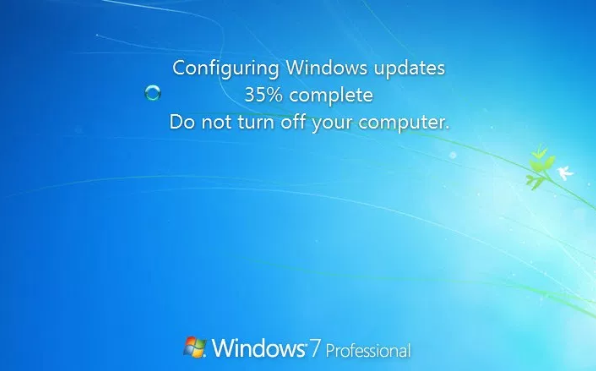 Configuring Windows updates
35% complete
Do not turn off your computer.
Windows 7 Professional